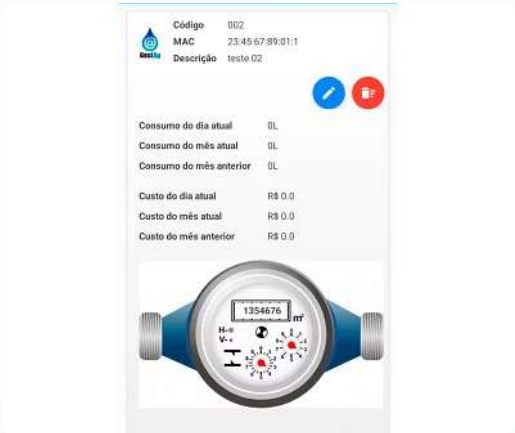 Código 002
MAC 23:45:67:89:01:1
GestAg
Descrição teste 02
Consumo do dia atual 0L
Consumo do mês atual 0L
Consumo do mês anterior 0L
Custo do dia atual R$ 0.0
Custo do mês atual R$ 0.0
Custo do mês anterior R$ 0.0
1354676
m³
H-
V-